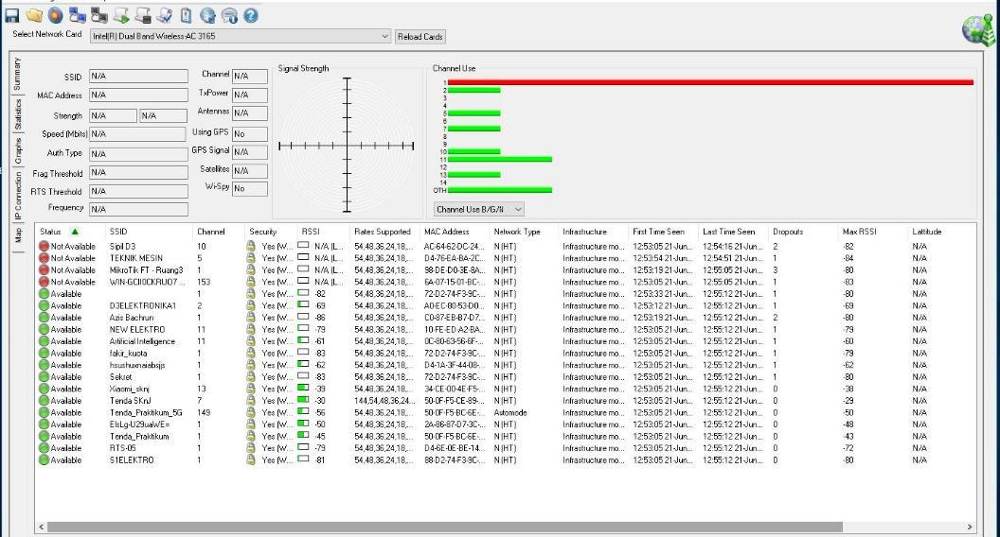 Select Network Card Intel(R) Dual Band Wireless-AC 3165 Reload Cards
Summary
Statistics
Graphs
IP Connection
Map
SSID N/A
MAC Address N/A
Strength N/A N/A
Speed (Mbits) N/A
Auth Type N/A
Frag Threshold N/A
RTS Threshold N/A
Frequency N/A
Channel N/A
TxPower N/A
Antennas N/A
Using GPS No
GPS Signal N/A
Satellites N/A
Wi-Spy No
Signal Strength
Channel Use
1
2
3
4
5
6
7
8
9
10
11
12
13
14
OTH
Channel Use B/G/N
Status SSID Channel Security RSSI Rates Supported MAC Address Network Type Infrastructure First Time Seen Last Time Seen Dropouts Max RSSI Lattitude
Not Available Sipil D3 10 Yes (W... N/A (L... 54,48,36,24,18,... AC-64-62-DC-24... N (HT) Infrastructure mo... 12:53:05 21-Jun... 12:54:16 21-Jun... 2 -82 N/A
Not Available TEKNIK MESIN 5 Yes (W... N/A (L... 54,48,36,24,18,... D4-76-EA-BA-2C... N (HT) Infrastructure mo... 12:53:54 21-Jun... 12:54:51 21-Jun... 1 -84 N/A
Not Available MikroTik FT - Ruang3 1 Yes (W... N/A (L... 54,48,36,24,18,... 98-DE-D0-3E-8A... N (HT) Infrastructure mo... 12:53:19 21-Jun... 12:55:05 21-Jun... 3 -80 N/A
Not Available WIN-GCII0CKRUO7 ... 153 Yes (W... N/A (L... 54,48,36,24,18,... 6A-07-15-01-BC-... N (HT) Infrastructure mo... 12:53:05 21-Jun... 12:55:05 21-Jun... 1 -83 N/A
Available 1 Yes (W... -82 54,48,36,24,18,... 72-D2-74-F3-9C-... N (HT) Infrastructure mo... 12:53:33 21-Jun... 12:55:12 21-Jun... 1 -80 N/A
Available D3ELEKTRONIKA1 2 Yes (W... -69 54,48,36,24,18,... A0-EC-80-53-D0... N (HT) Infrastructure mo... 12:53:12 21-Jun... 12:55:12 21-Jun... 1 -69 N/A
Available Azis Bachrun 1 Yes (W... -86 54,48,36,24,18,... C0-87-EB-B7-D7... N (HT) Infrastructure mo... 12:53:19 21-Jun... 12:55:12 21-Jun... 2 -80 N/A
Available NEW ELEKTRO 11 Yes (W... -79 54,48,36,24,18,... 10-FE-ED-A2-BA... N (HT) Infrastructure mo... 12:53:05 21-Jun... 12:55:12 21-Jun... 1 -79 N/A
Available Artificial Intelligence 11 Yes (W... -61 54,48,36,24,18,... 0C-80-63-56-6F-... N (HT) Infrastructure mo... 12:53:05 21-Jun... 12:55:12 21-Jun... 1 -60 N/A
Available fakir_kuota 1 Yes (W... -83 54,48,36,24,18,... 72-D2-74-F3-9C-... N (HT) Infrastructure mo... 12:53:05 21-Jun... 12:55:12 21-Jun... 1 -79 N/A
Available hsushuxnaiabsjs 1 Yes (W... -62 54,48,36,24,18,... D4-1A-3F-44-08-... N (HT) Infrastructure mo... 12:53:05 21-Jun... 12:55:12 21-Jun... 1 -62 N/A
Available Sekret 1 Yes (W... -83 54,48,36,24,18,... 72-D2-74-F3-9C-... N (HT) Infrastructure mo... 12:53:05 21-Jun... 12:55:12 21-Jun... 1 -80 N/A
Available Xiaomi_sknj 13 Yes (W... -39 54,48,36,24,18,... 34-CE-00-4E-F5-... N (HT) Infrastructure mo... 12:53:05 21-Jun... 12:55:12 21-Jun... 0 -38 N/A
Available Tenda SKnJ 7 Yes (W... -30 144,54,48,36,24... 50-0F-F5-CE-89-... N (HT) Infrastructure mo... 12:53:05 21-Jun... 12:55:12 21-Jun... 0 -29 N/A
Available Tenda_Praktikum_5G 149 Yes (W... -56 54,48,36,24,18,... 50-0F-F5-BC-6E-... Automode Infrastructure mo... 12:53:05 21-Jun... 12:55:12 21-Jun... 0 -50 N/A
Available ElsLg-U29uaWE= 1 Yes (W... -50 54,48,36,24,18,... 2A-86-87-D7-3C-... N (HT) Infrastructure mo... 12:53:05 21-Jun... 12:55:12 21-Jun... 0 -48 N/A
Available Tenda_Praktikum 1 Yes (W... -45 54,48,36,24,18,... 50-0F-F5-BC-6E-... N (HT) Infrastructure mo... 12:53:05 21-Jun... 12:55:12 21-Jun... 0 -43 N/A
Available RTS-05 1 Yes (W... -79 54,48,36,24,18,... D4-6E-0E-BE-14... N (HT) Infrastructure mo... 12:53:05 21-Jun... 12:55:12 21-Jun... 0 -72 N/A
Available S1ELEKTRO 1 Yes (W... -81 54,48,36,24,18,... 88-D2-74-F3-9C-... N (HT) Infrastructure mo... 12:53:05 21-Jun... 12:55:12 21-Jun... 0 -80 N/A